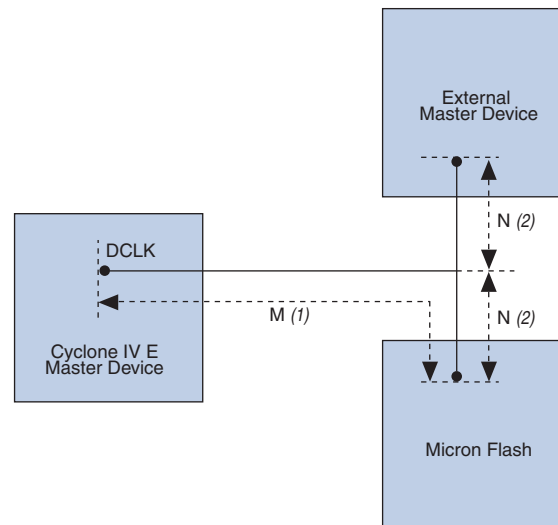 External
Master Device
N (2)
DCLK
M (1)
N (2)
Cyclone IV E
Master Device
Micron Flash